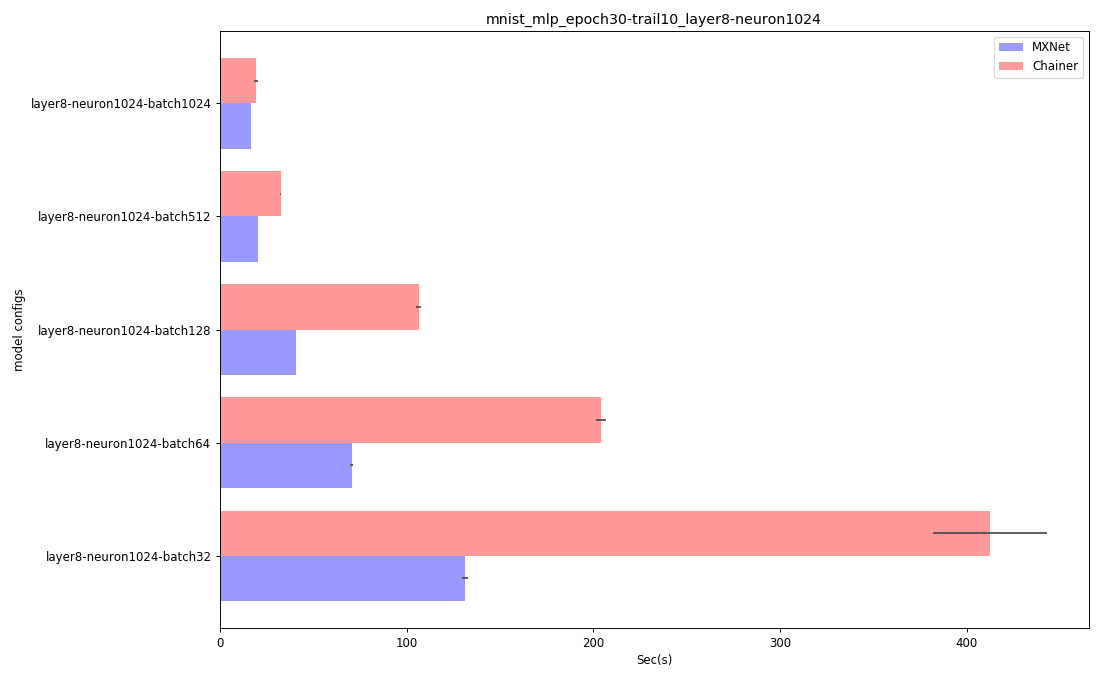 mnist_mlp_epoch30-trail10_layer8-neuron1024
MXNet
Chainer
layer8-neuron1024-batch1024
layer8-neuron1024-batch512
layer8-neuron1024-batch128
layer8-neuron1024-batch64
layer8-neuron1024-batch32
model configs
0 100 200 300 400
Sec(s)